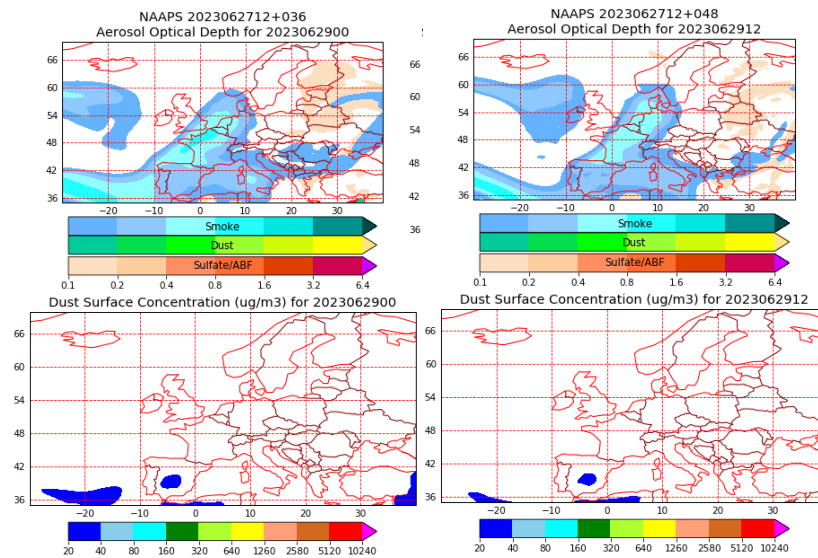 NAAPS 2023062712+036
Aerosol Optical Depth for 2023062900
66
60
54
48
42
36
−20 −10 0 10 20 30
Smoke
Dust
Sulfate/ABF
0.1 0.2 0.4 0.8 1.6 3.2 6.4
66
60
54
48
42
36
NAAPS 2023062712+048
Aerosol Optical Depth for 2023062912
66
60
54
48
42
36
−20 −10 0 10 20 30
Smoke
Dust
Sulfate/ABF
0.1 0.2 0.4 0.8 1.6 3.2 6.4
Dust Surface Concentration (ug/m3) for 2023062900
66
60
54
48
42
36
−20 −10 0 10 20 30
20 40 80 160 320 640 1260 2580 5120 10240
Dust Surface Concentration (ug/m3) for 2023062912
66
60
54
48
42
36
−20 −10 0 10 20 30
20 40 80 160 320 640 1260 2580 5120 10240